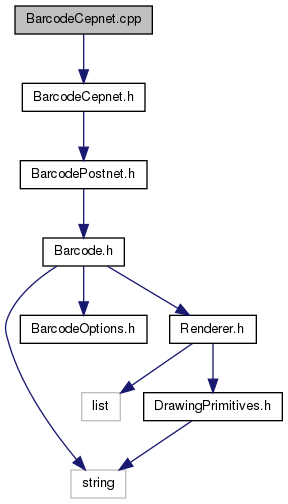 BarcodeCepnet.cpp
BarcodeCepnet.h
BarcodePostnet.h
Barcode.h
BarcodeOptions.h
Renderer.h
list
DrawingPrimitives.h
string